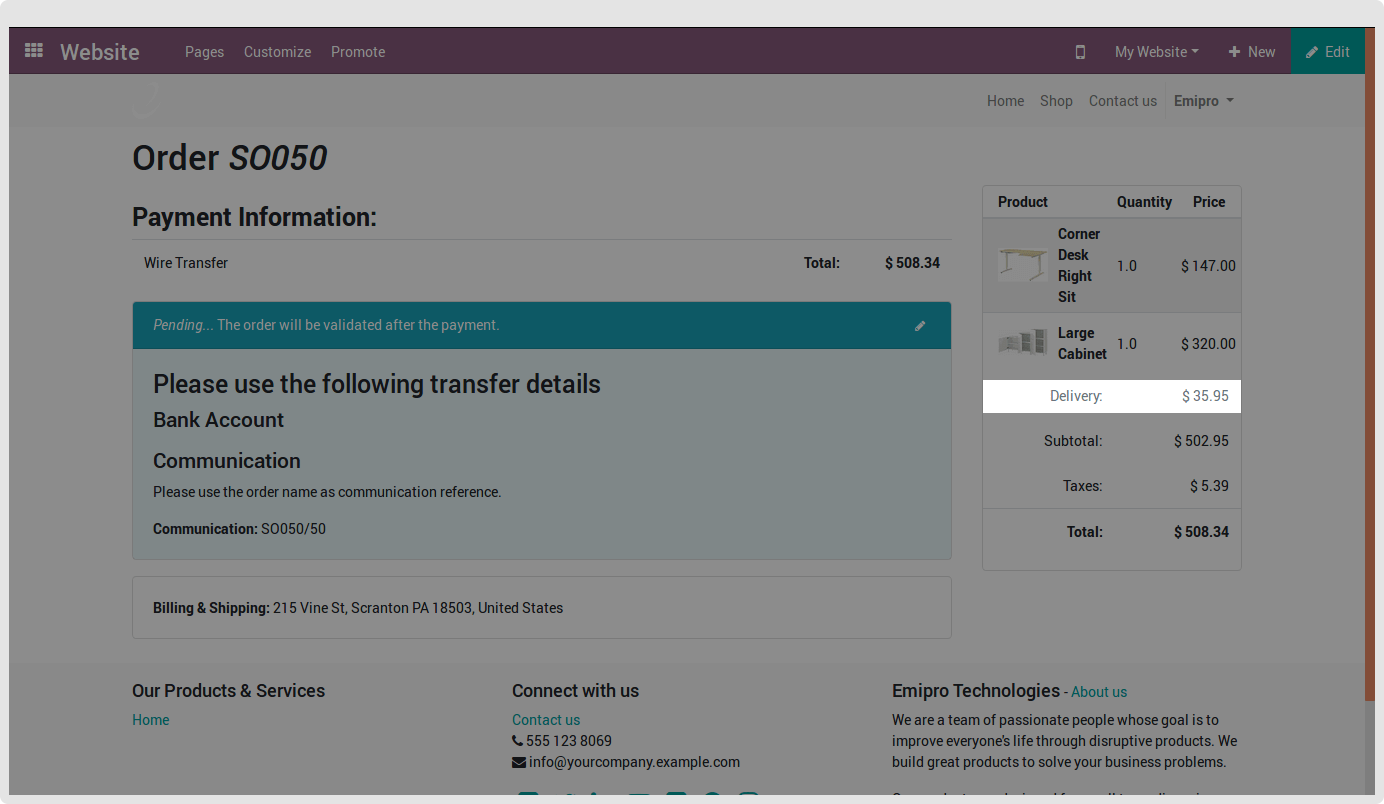 Website Pages Customize Promote My Website New Edit
Home Shop Contact us Emipro
Order SO050
Payment Information:
Wire Transfer Total: $ 508.34
Pending... The order will be validated after the payment.
Please use the following transfer details
Bank Account
Communication
Please use the order name as communication reference.
Communication: SO050/50
Billing & Shipping: 215 Vine St, Scranton PA 18503, United States
Product Quantity Price
Corner
Desk
Right
Sit
1.0 $ 147.00
Large
Cabinet
1.0 $ 320.00
Delivery: $ 35.95
Subtotal: $ 502.95
Taxes: $ 5.39
Total: $ 508.34
Our Products & Services
Home
Connect with us
Contact us
555 123 8069
info@yourcompany.example.com
Emipro Technologies - About us
We are a team of passionate people whose goal is to
improve everyone's life through disruptive products. We
build great products to solve your business problems.